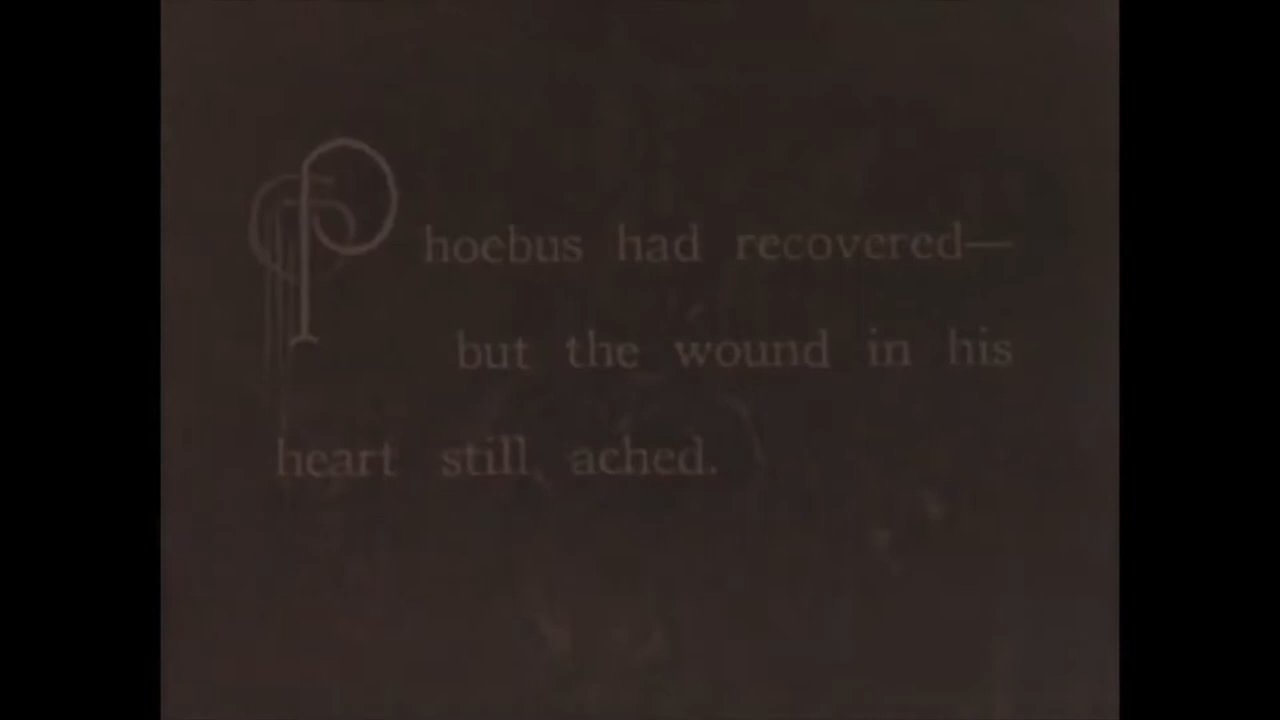 Phoebus had recovered—
but the wound in his
heart still ached.